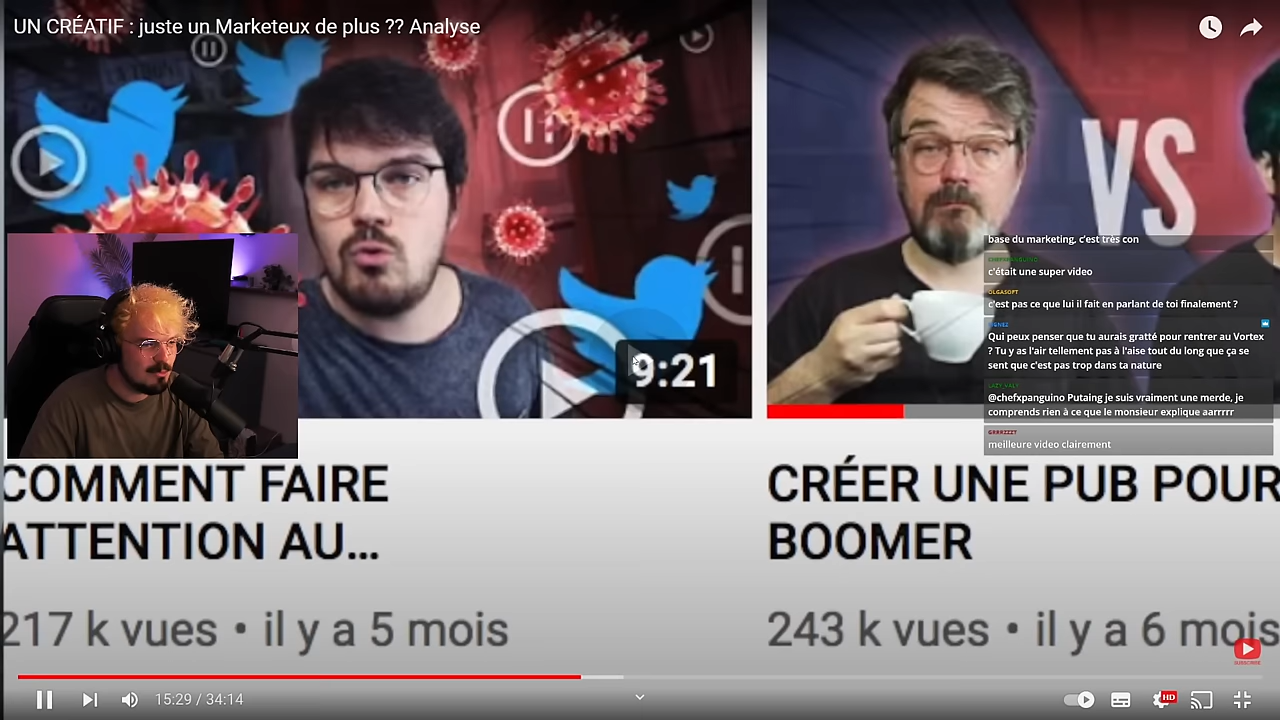 UN CRÉATIF : juste un Marketeux de plus ?? Analyse
VS
base du marketing, c'est très con
c'était une super video
OLGASOFT
c'est pas ce que lui il fait en parlant de toi finalement ?
Qui peux penser que tu aurais gratté pour rentrer au Vortex
? Tu y as l'air tellement pas à l'aise tout du long que ça se
sent que c'est pas trop dans ta nature
LAZY_VALY
@chefxpanguino Putaing je suis vraiment une merde, je
comprends rien à ce que le monsieur explique aarrrrr
GRRRZZZT
meilleure video clairement
9:21
COMMENT FAIRE
ATTENTION AU...
217 k vues • il y a 5 mois
CRÉER UNE PUB POUR
BOOMER
243 k vues • il y a 6 mois
SUBSCRIBE
15:29 / 34:14
HD